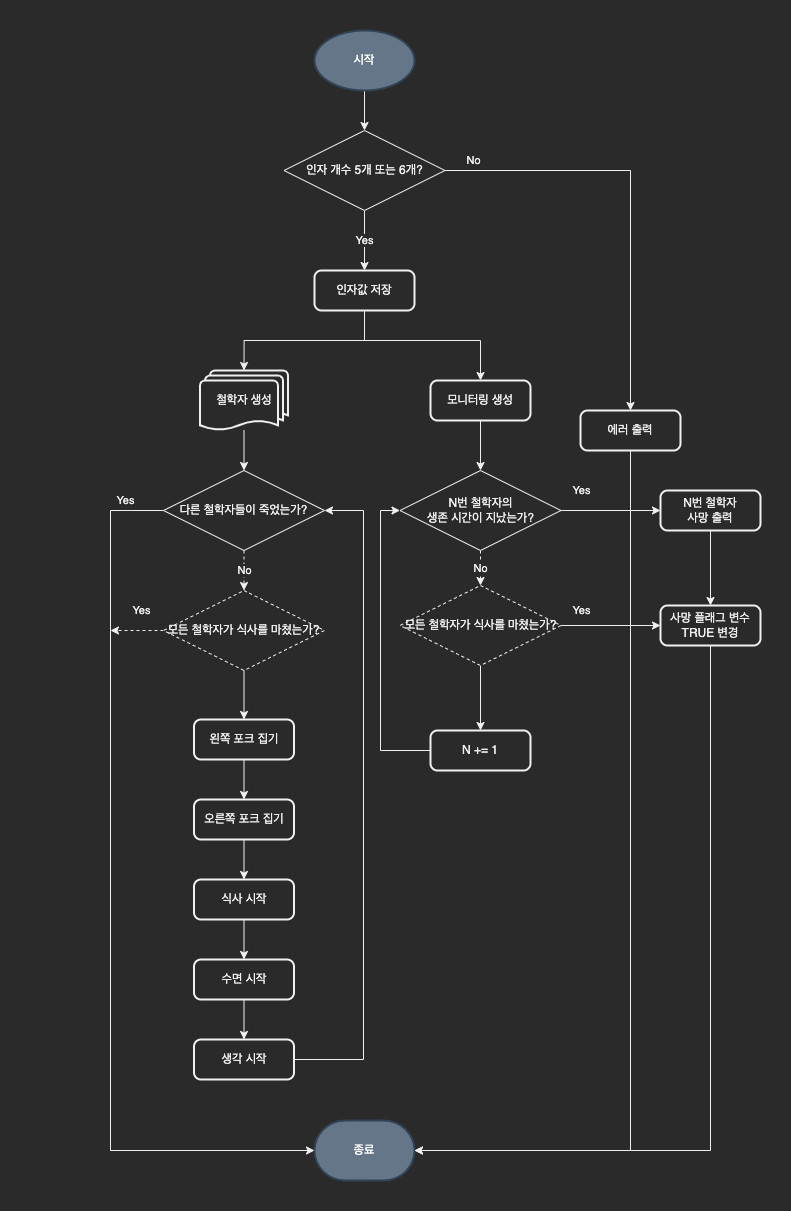 시작
인자 개수 5개 또는 6개?
No
Yes
인자값 저장
철학자 생성
모니터링 생성
에러 출력
Yes
다른 철학자들이 죽었는가?
No
N번 철학자의
생존 시간이 지났는가?
Yes
No
N번 철학자
사망 출력
Yes
모든 철학자가 식사를 마쳤는가?
모든 철학자가 식사를 마쳤는가?
Yes
사망 플래그 변수
TRUE 변경
왼쪽 포크 집기
N += 1
오른쪽 포크 집기
식사 시작
수면 시작
생각 시작
종료